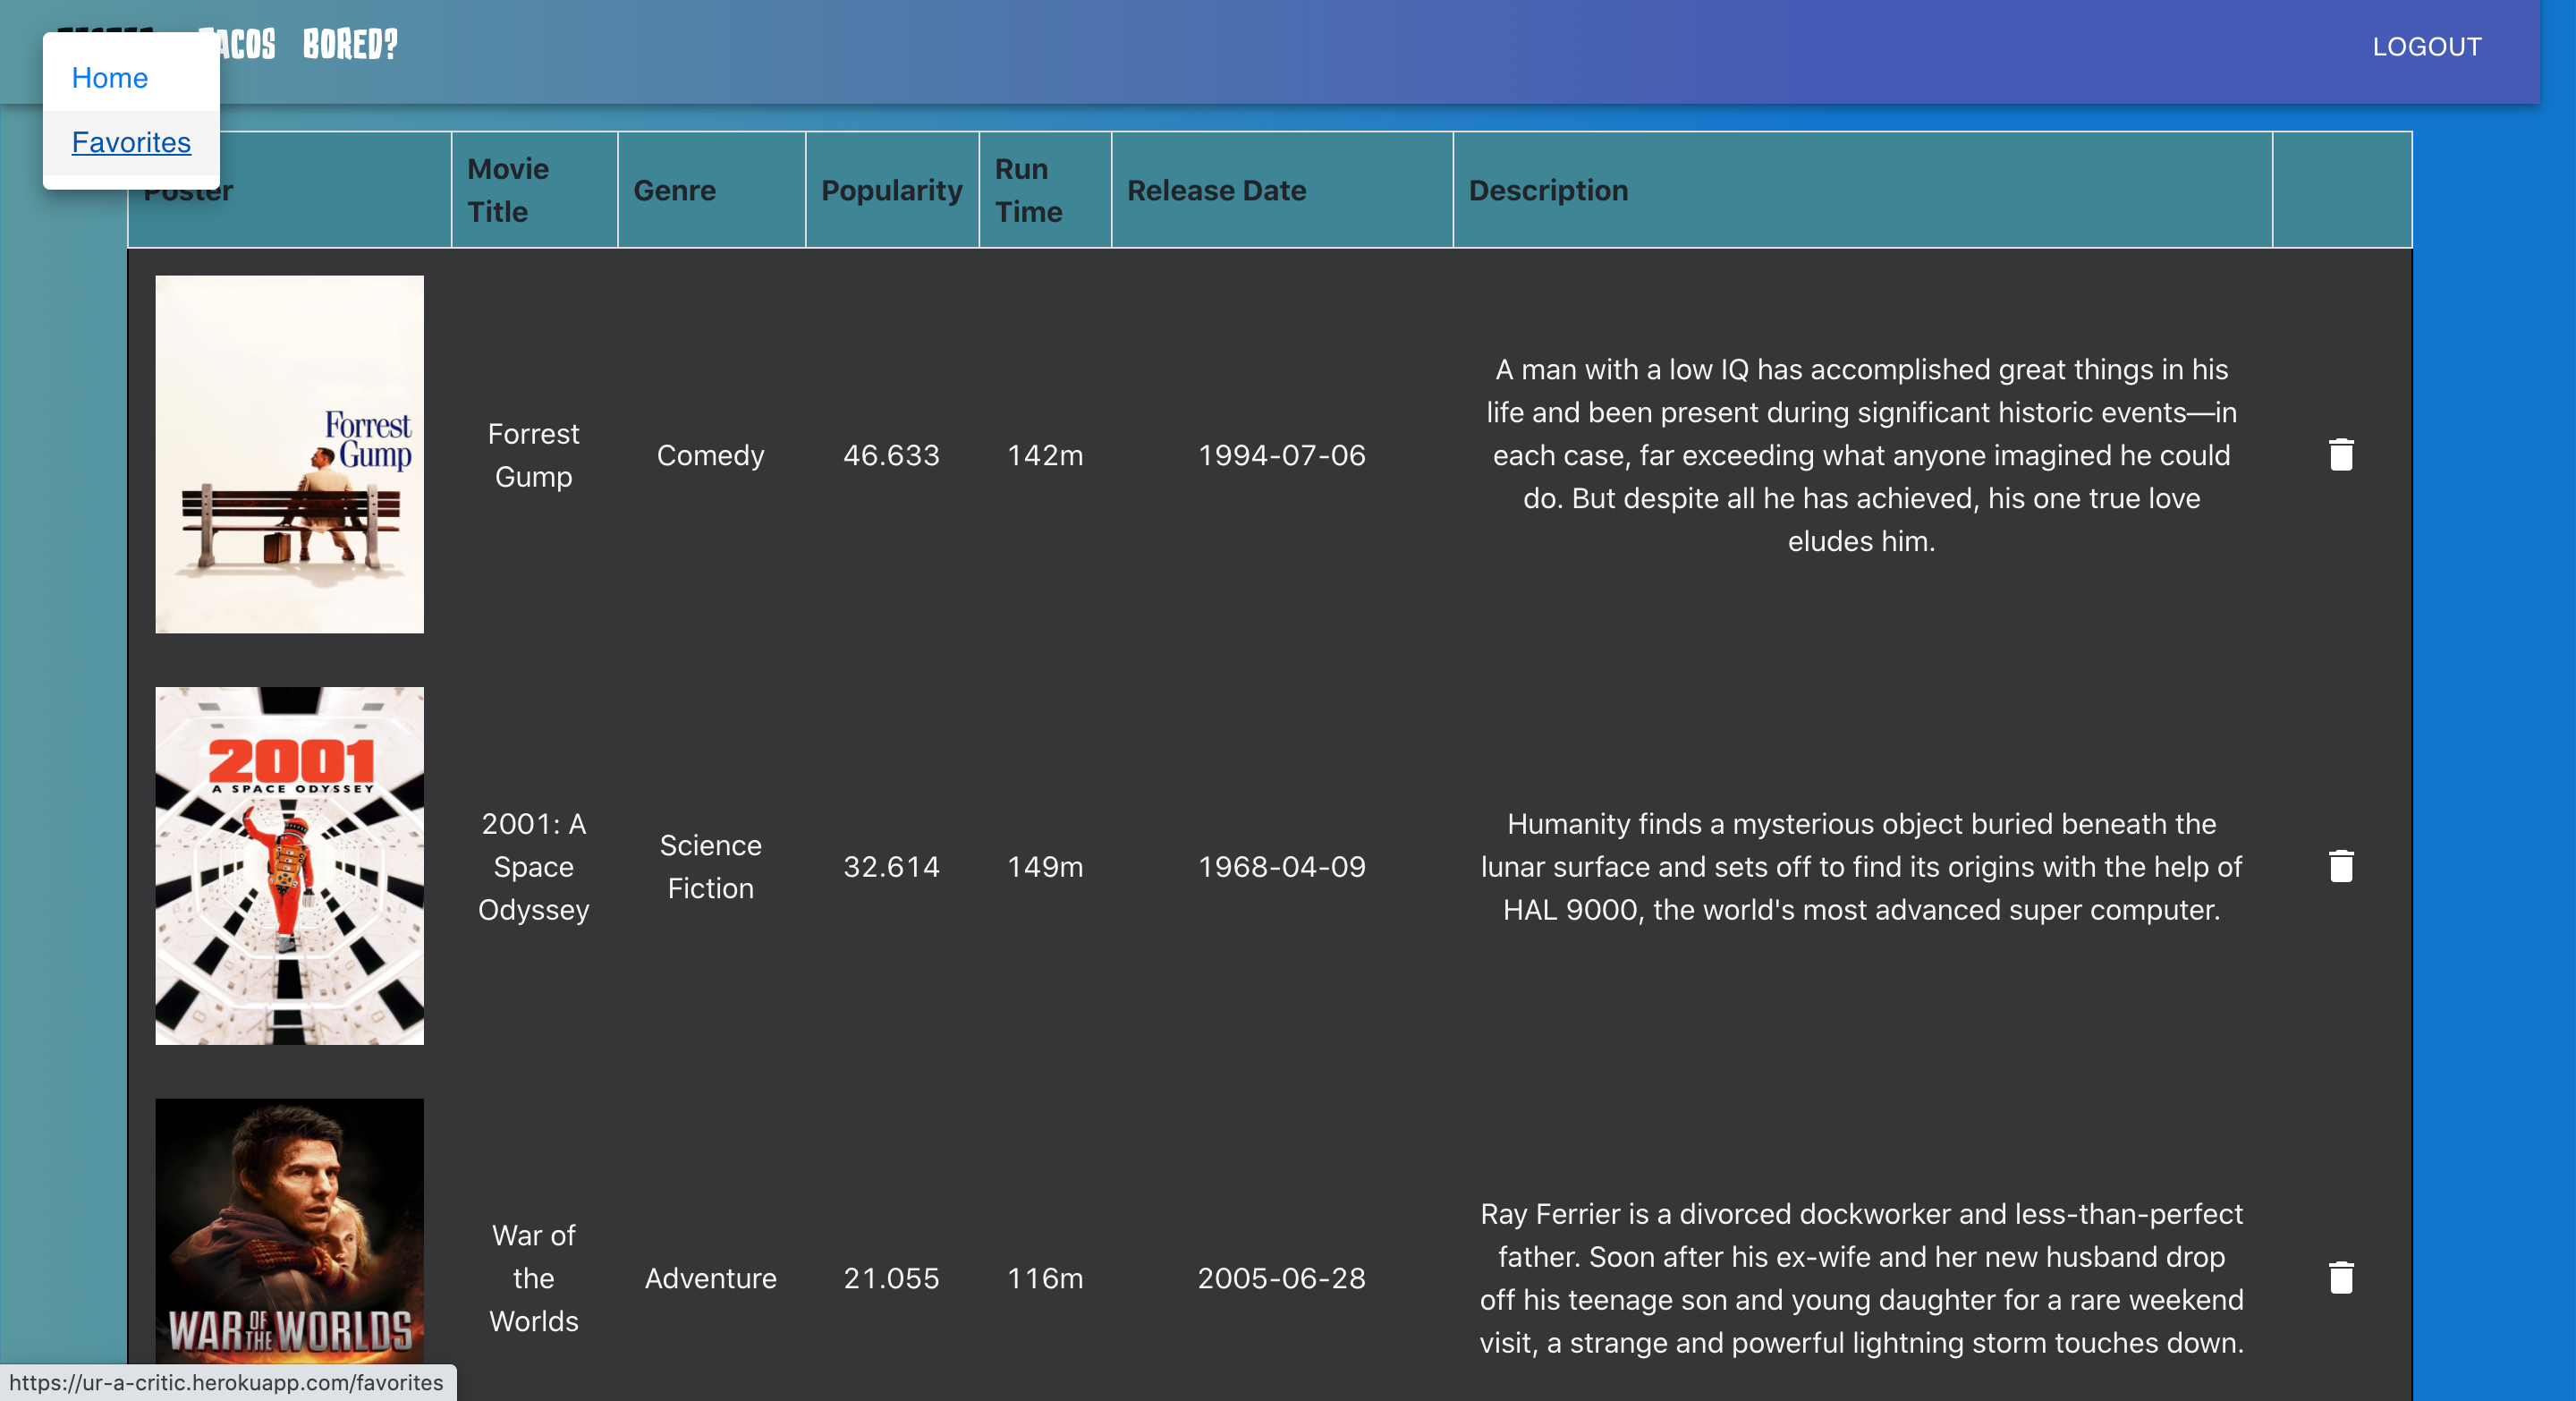 TACOS BORED?
LOGOUT
Home
Favorites
Poster
Movie
Title
Genre
Popularity
Run
Time
Release Date
Description
Forrest
Gump
Forrest
Gump
Comedy
46.633
142m
1994-07-06
A man with a low IQ has accomplished great things in his
life and been present during significant historic events—in
each case, far exceeding what anyone imagined he could
do. But despite all he has achieved, his one true love
eludes him.
2001
A SPACE ODYSSEY
2001: A
Space
Odyssey
Science
Fiction
32.614
149m
1968-04-09
Humanity finds a mysterious object buried beneath the
lunar surface and sets off to find its origins with the help of
HAL 9000, the world's most advanced super computer.
WAR OF THE WORLDS
War of
the
Worlds
Adventure
21.055
116m
2005-06-28
Ray Ferrier is a divorced dockworker and less-than-perfect
father. Soon after his ex-wife and her new husband drop
off his teenage son and young daughter for a rare weekend
visit, a strange and powerful lightning storm touches down.
https://ur-a-critic.herokuapp.com/favorites